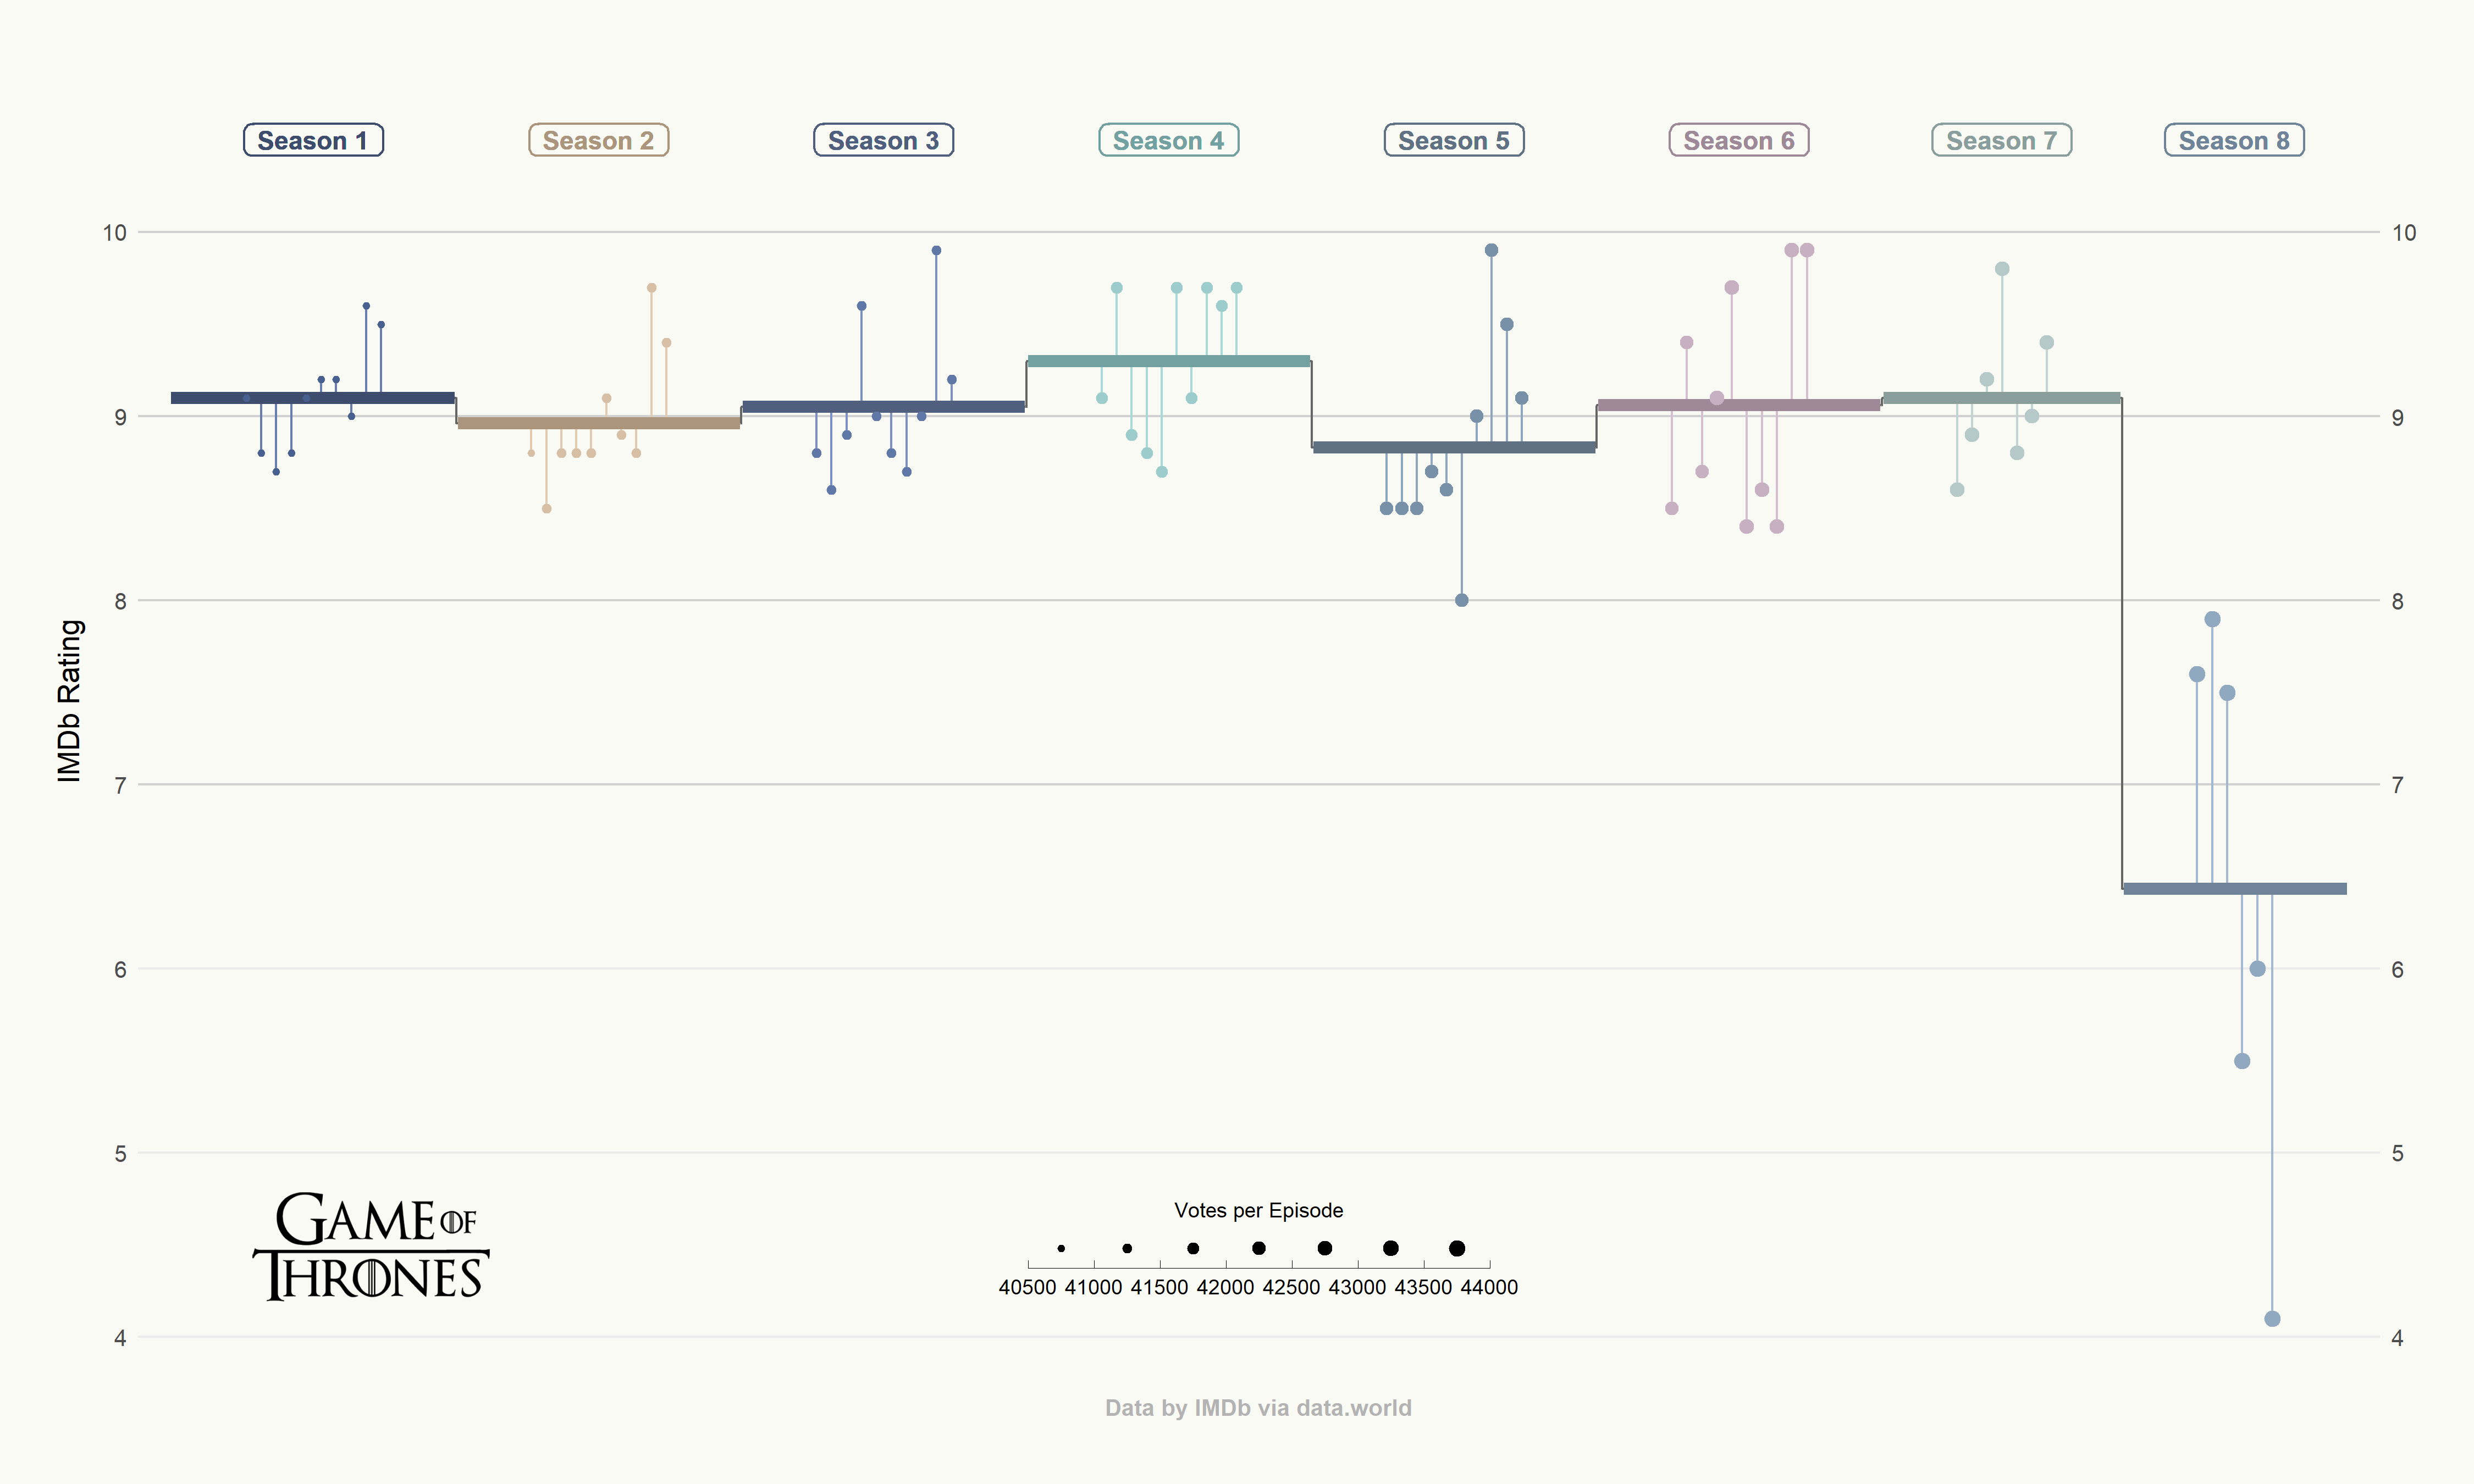 Season 1 Season 2 Season 3 Season 4 Season 5 Season 6 Season 7 Season 8
10 10
9 9
8 8
IMDb Rating
7 7
6 6
5 5
GAME OF
THRONES
Votes per Episode
40500 41000 41500 42000 42500 43000 43500 44000
4 4
Data by IMDb via data.world